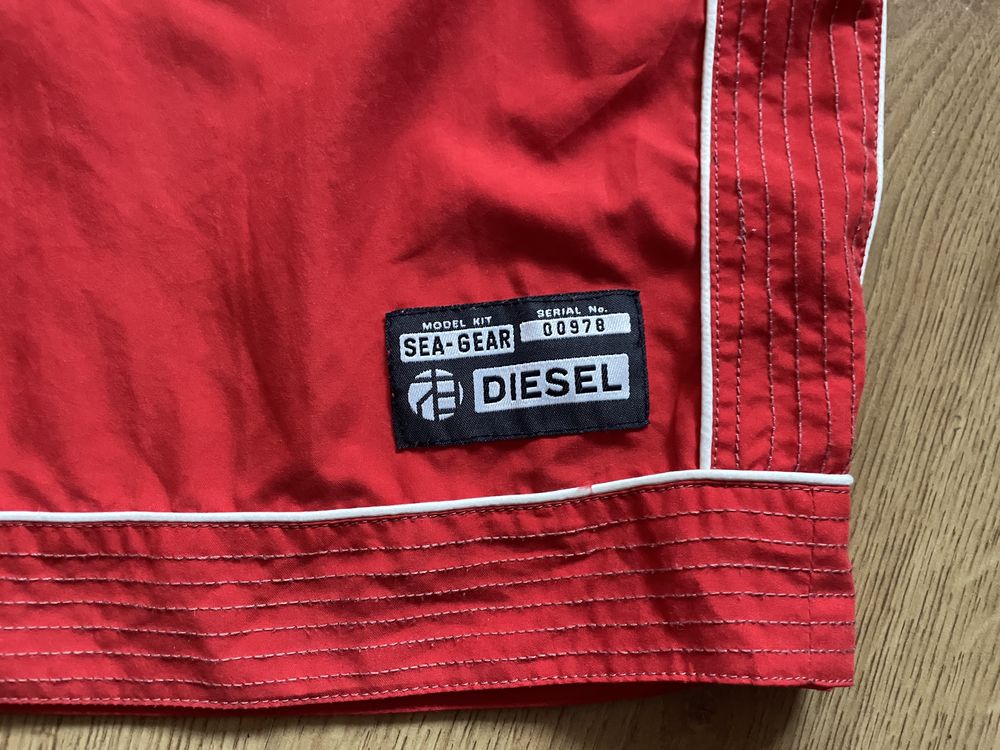 MODEL KIT
SEA-GEAR
SERIAL No.
00978
DIESEL